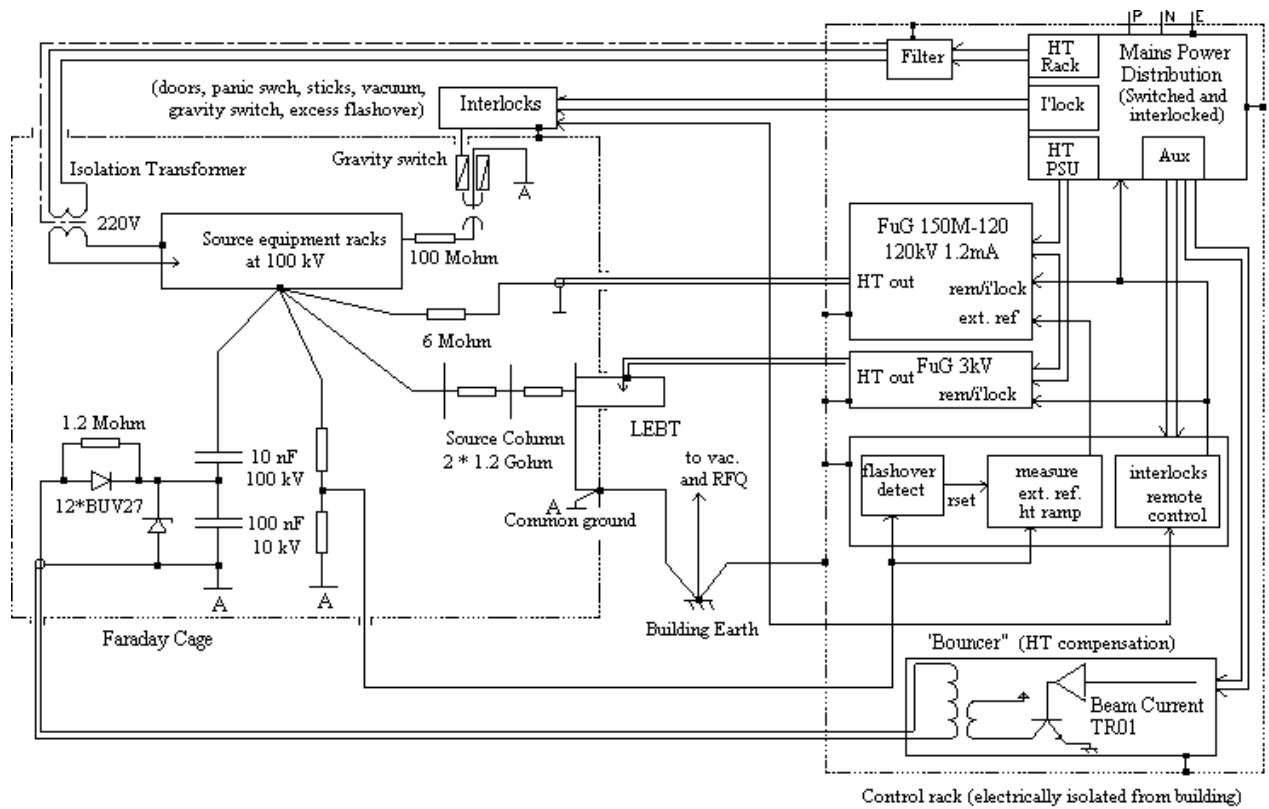 P N E
Filter
HT
Rack
Mains Power
Distribution
(Switched and
interlocked)
I'lock
HT
PSU
Aux
(doors, panic swch, sticks, vacuum,
gravity switch, excess flashover)
Interlocks
Gravity switch
A
Isolation Transformer
220V
Source equipment racks
at 100 kV
100 Mohm
FuG 150M-120
120kV 1.2mA
HT out
rem/i'lock
ext. ref
6 Mohm
FuG 3kV
HT out
rem/i'lock
LEBT
Source Column
2 * 1.2 Gohm
1.2 Mohm
12*BUV27
10 nF
100 kV
100 nF
10 kV
A
A
A
Common ground
to vac.
and RFQ
Building Earth
flashover
detect
rset
measure
ext. ref.
ht ramp
interlocks
remote
control
Faraday Cage
'Bouncer" (HT compensation)
Beam Current
TR01
Control rack (electrically isolated from building)